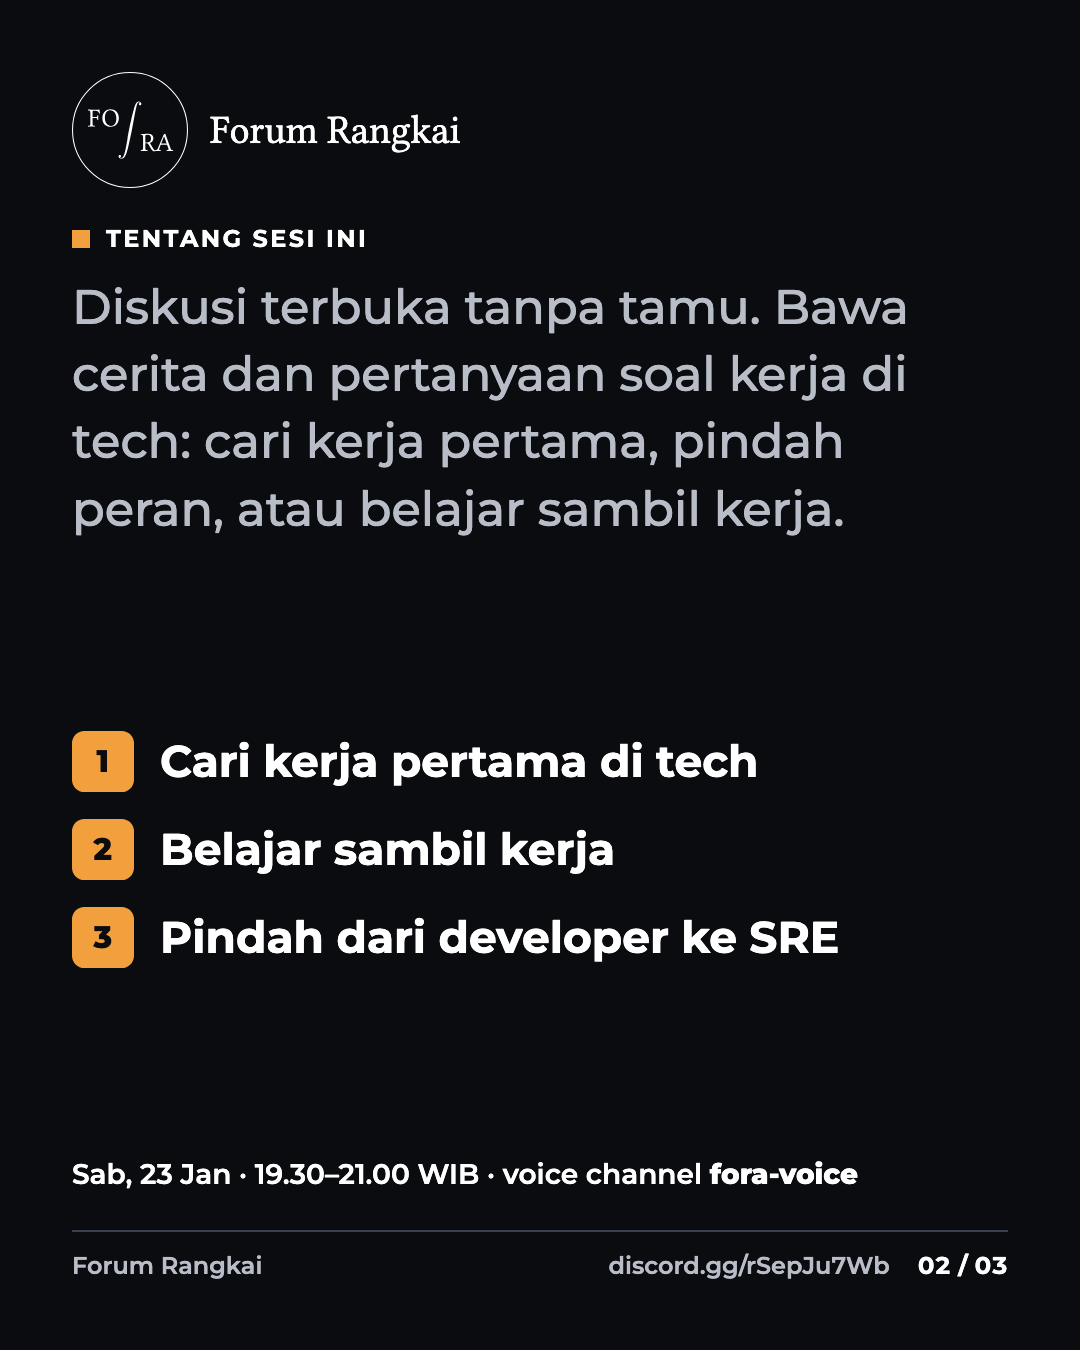 FO∫RA
Forum Rangkai
TENTANG SESI INI
Diskusi terbuka tanpa tamu. Bawa
cerita dan pertanyaan soal kerja di
tech: cari kerja pertama, pindah
peran, atau belajar sambil kerja.
1 Cari kerja pertama di tech
2 Belajar sambil kerja
3 Pindah dari developer ke SRE
Sab, 23 Jan · 19.30–21.00 WIB · voice channel fora-voice
Forum Rangkai discord.gg/rSepJu7Wb 02 / 03